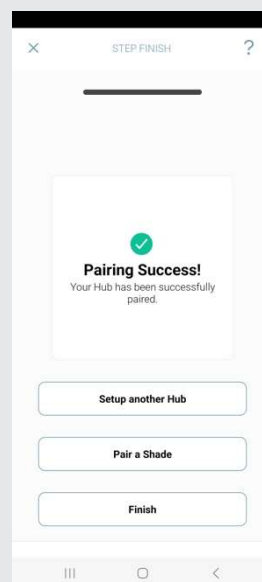 STEP FINISH
?
Pairing Success!
Your Hub has been successfully
paired.
Setup another Hub
Pair a Shade
Finish